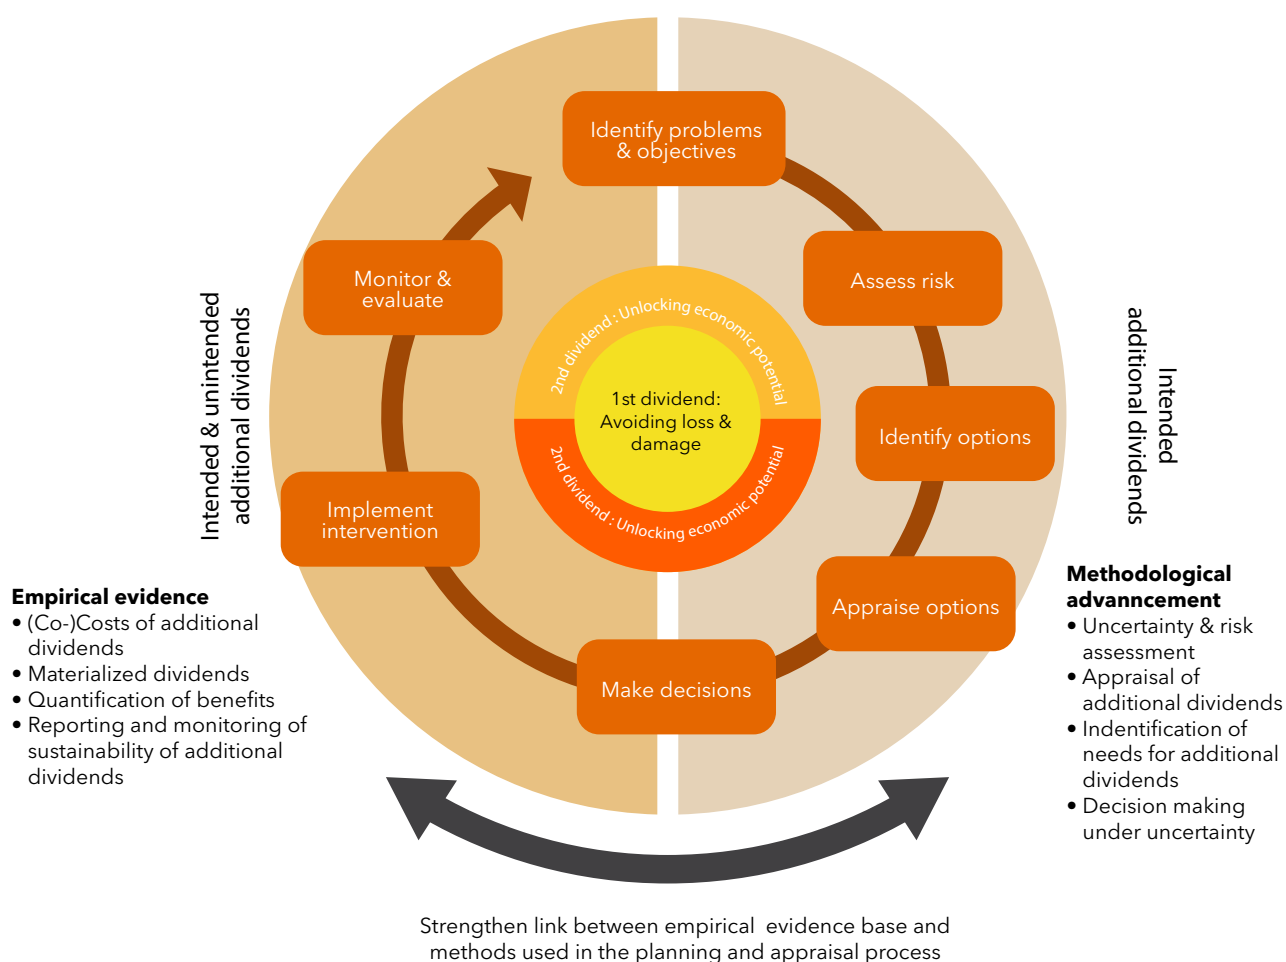 Identify problems
& objectives
Assess risk
Identify options
Appraise options
Make decisions
Implement
intervention
Monitor &
evaluate
2nd dividend : Unlocking economic potential
1st dividend:
Avoiding loss &
damage
2nd dividend : Unlocking economic potential
Intended & unintended
additional dividends
Intended
additional dividends
Empirical evidence
• (Co-)Costs of additional
dividends
• Materialized dividends
• Quantification of benefits
• Reporting and monitoring of
sustainability of additional
dividends
Methodological
advanncement
• Uncertainty & risk
assessment
• Appraisal of
additional dividends
• Indentification of
needs for additional
dividends
• Decision making
under uncertainty
Strengthen link between empirical evidence base and
methods used in the planning and appraisal process